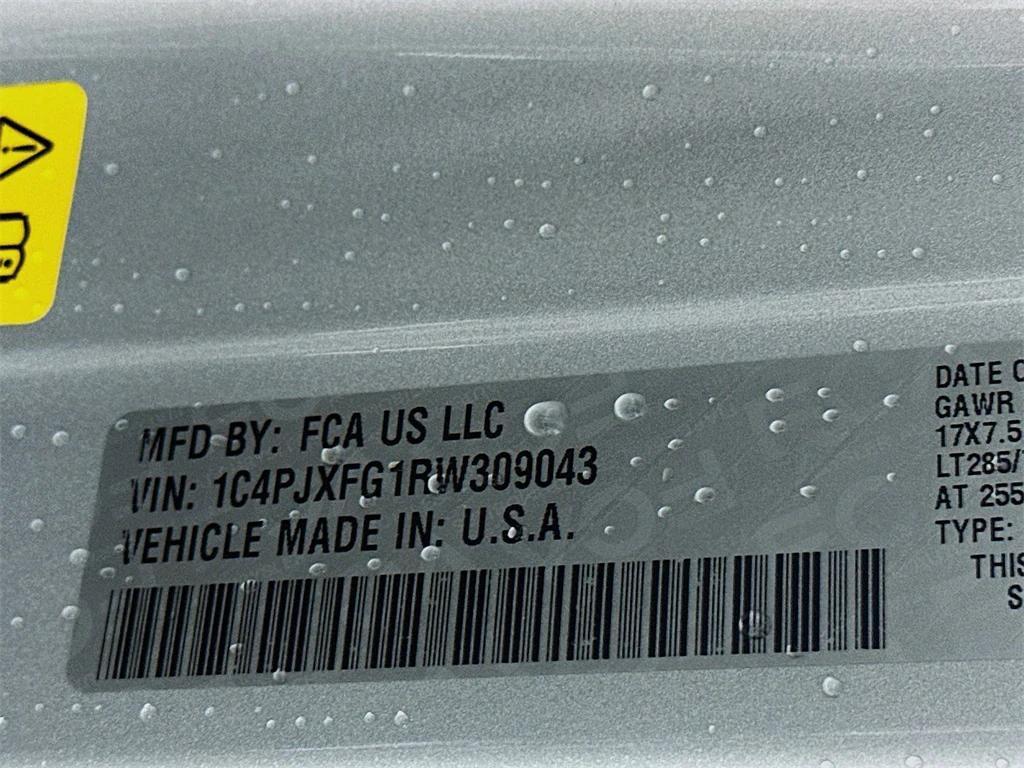 MFD BY: FCA US LLC
VIN: 1C4PJXFG1RW309043
VEHICLE MADE IN: U.S.A.
DATE O
GAWR
17X7.5
LT285/
AT 255
TYPE:
THIS
S